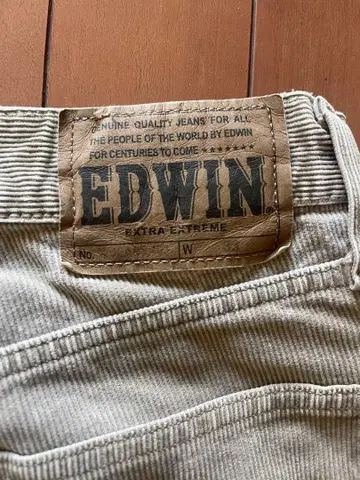 GENUINE QUALITY JEANS FOR ALL
THE PEOPLE OF THE WORLD BY EDWIN
FOR CENTURIES TO COME ★★★★★★★
EDWIN.
EXTRA EXTREME
No. W